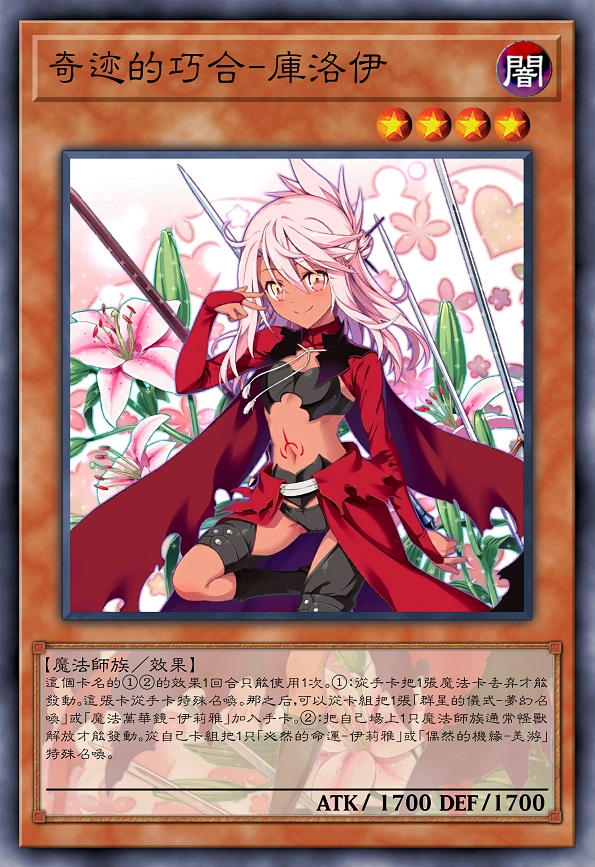 奇迹的巧合-庫洛伊
闇
【魔法師族／效果】
這個卡名的①②的效果1回合只能使用1次。①:從手卡把1張魔法卡丟弃才能
發動。這張卡從手卡特殊召喚。那之后,可以從卡組把1張「群星的儀式-夢幻召
喚」或「魔法萬華鏡-伊莉雅」加入手卡。②:把自己場上1只魔法師族通常怪獸
解放才能發動。從自己卡組把1只「必然的命運-伊莉雅」或「偶然的機緣-美游」
特殊召喚。
ATK/ 1700 DEF/1700